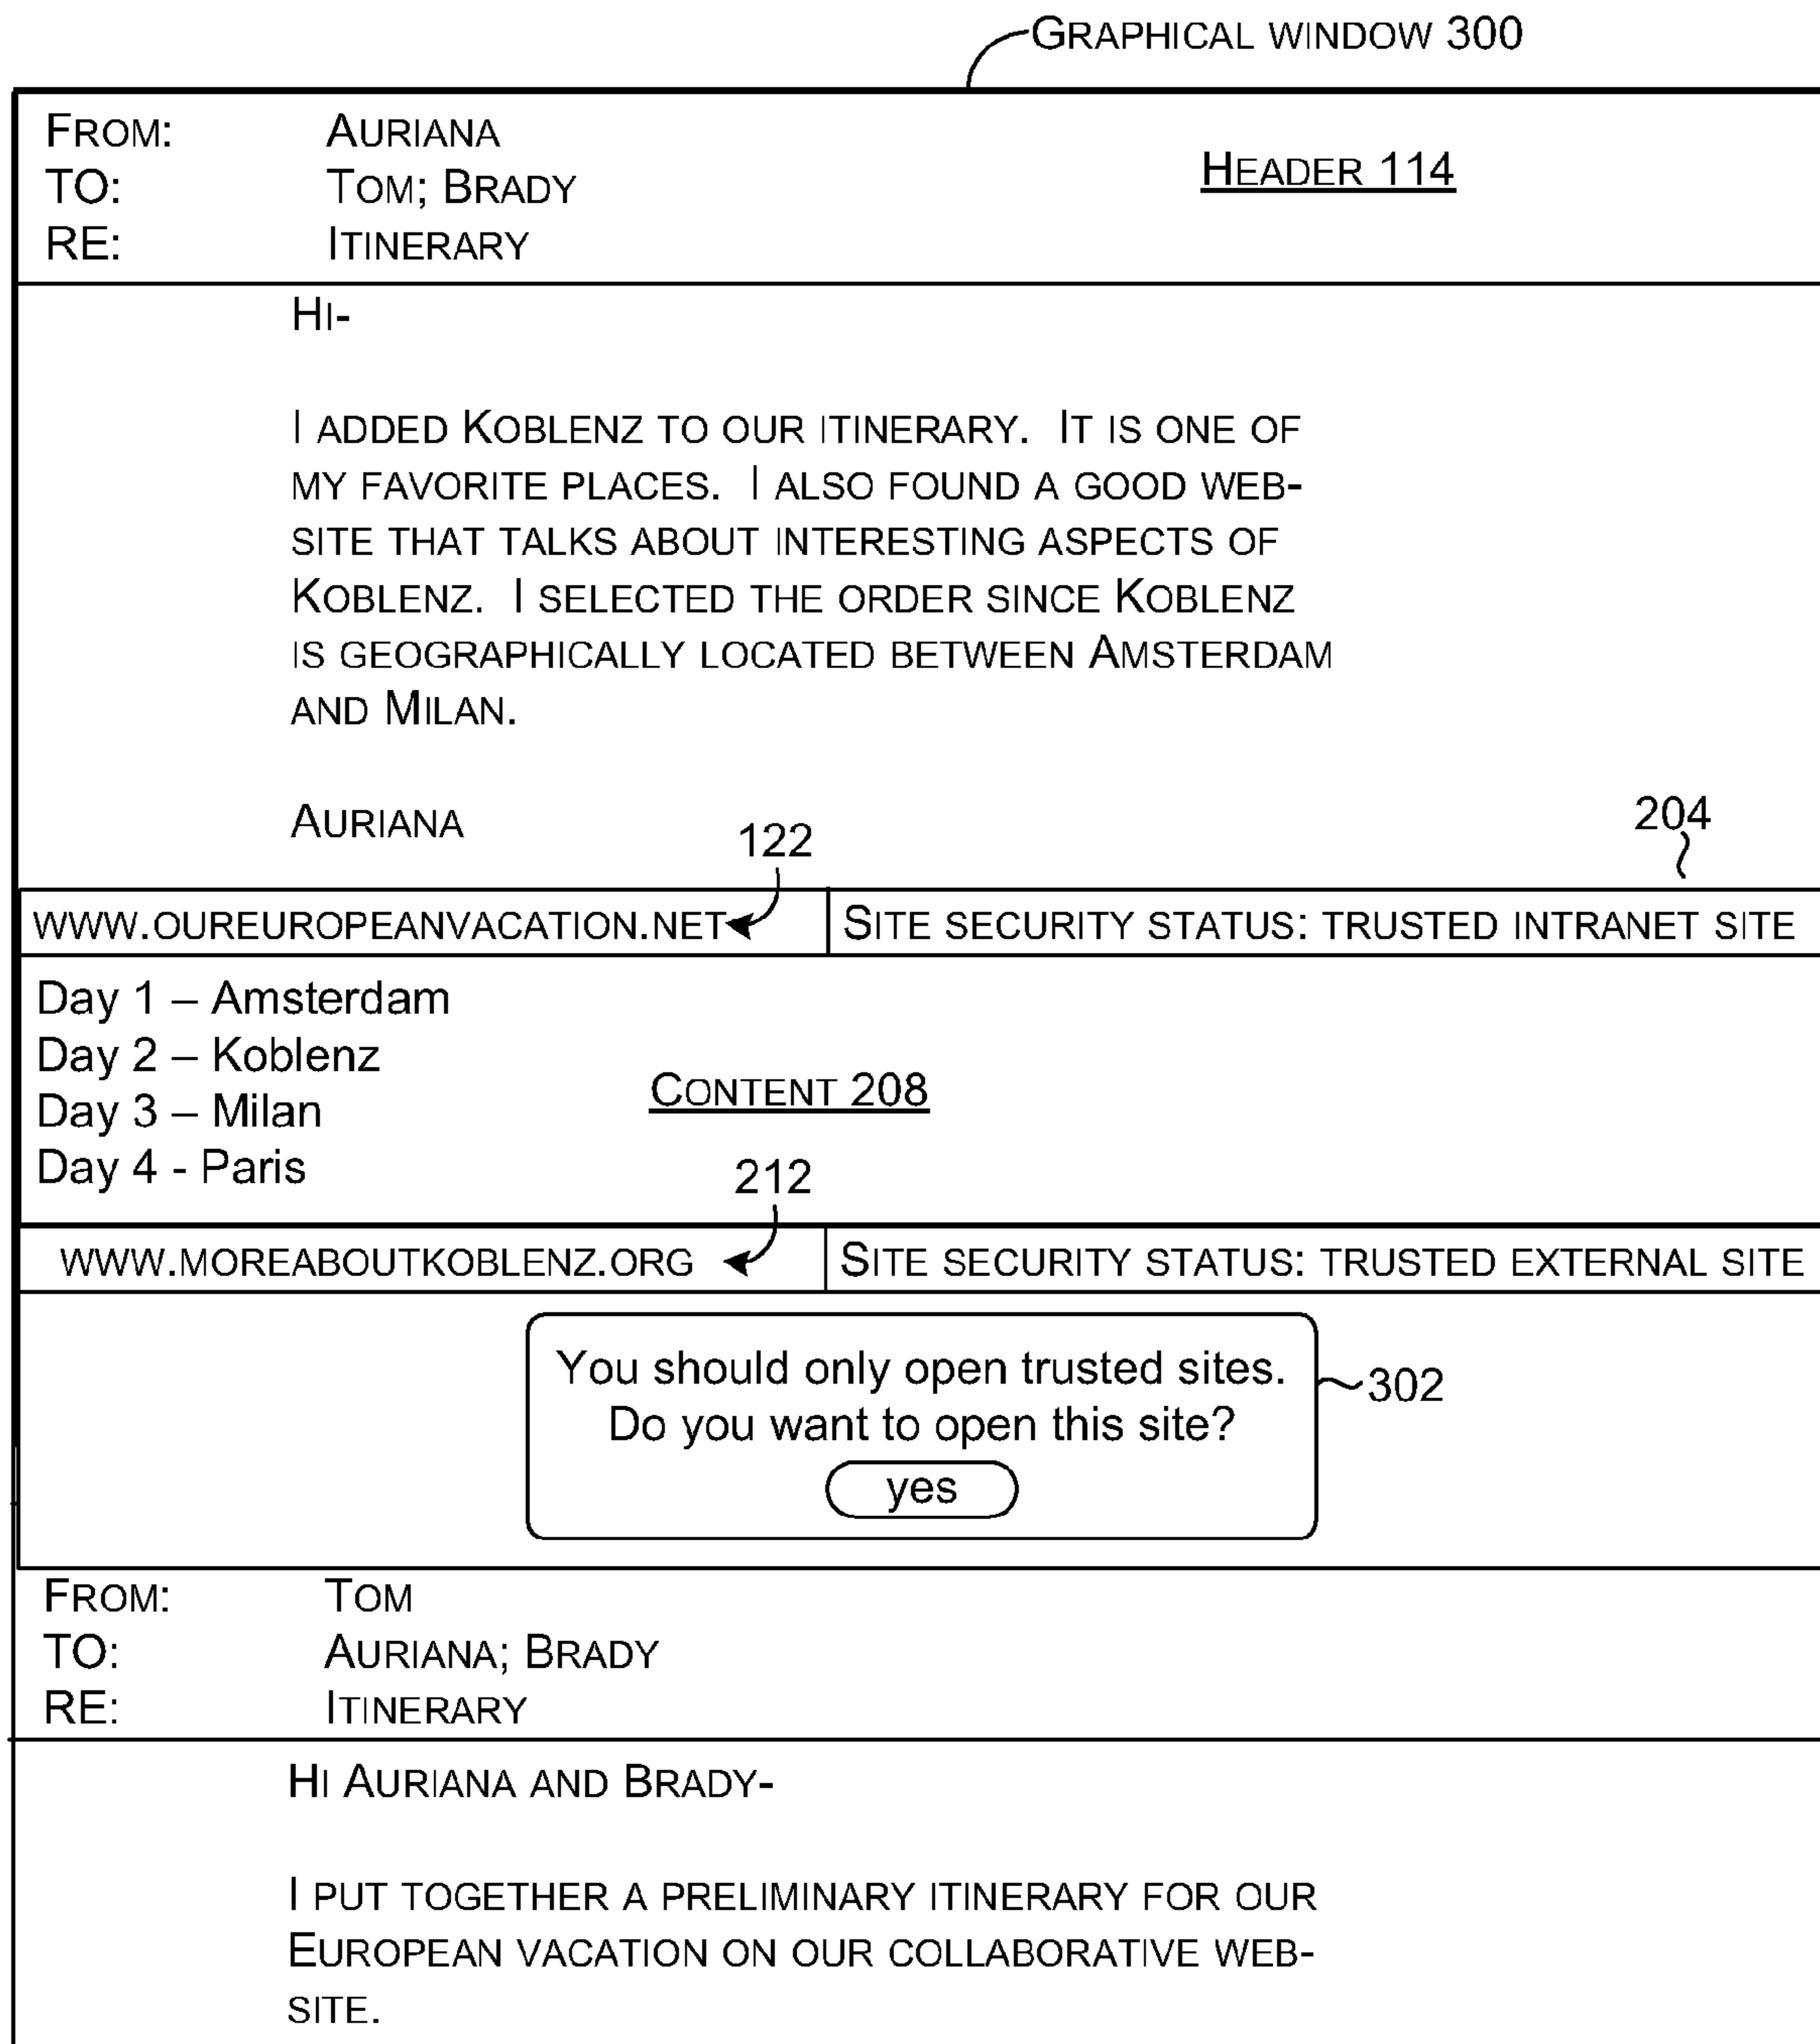 GRAPHICAL WINDOW 300
FROM: AURIANA
HEADER 114
TO: TOM; BRADY
RE: ITINERARY
HI-
I ADDED KOBLENZ TO OUR ITINERARY. IT IS ONE OF
MY FAVORITE PLACES. I ALSO FOUND A GOOD WEB-
SITE THAT TALKS ABOUT INTERESTING ASPECTS OF
KOBLENZ. I SELECTED THE ORDER SINCE KOBLENZ
IS GEOGRAPHICALLY LOCATED BETWEEN AMSTERDAM
AND MILAN.
AURIANA
122
204
WWW.OUREUROPEANVACATION.NET
SITE SECURITY STATUS: TRUSTED INTRANET SITE
Day 1 – Amsterdam
Day 2 – Koblenz
Day 3 – Milan
Day 4 - Paris
CONTENT 208
212
WWW.MOREABOUTKOBLENZ.ORG
SITE SECURITY STATUS: TRUSTED EXTERNAL SITE
You should only open trusted sites.
Do you want to open this site?
yes
302
FROM: TOM
TO: AURIANA; BRADY
RE: ITINERARY
HI AURIANA AND BRADY-
I PUT TOGETHER A PRELIMINARY ITINERARY FOR OUR
EUROPEAN VACATION ON OUR COLLABORATIVE WEB-
SITE.